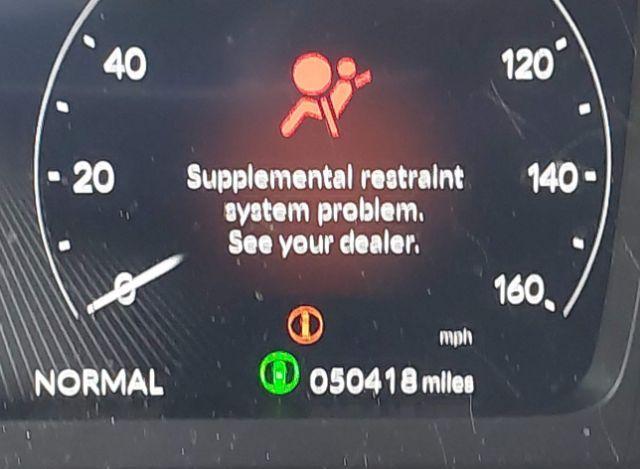 40
120
20
140
Supplemental restraint
system problem.
See your dealer.
0
160
mph
NORMAL
050418 miles